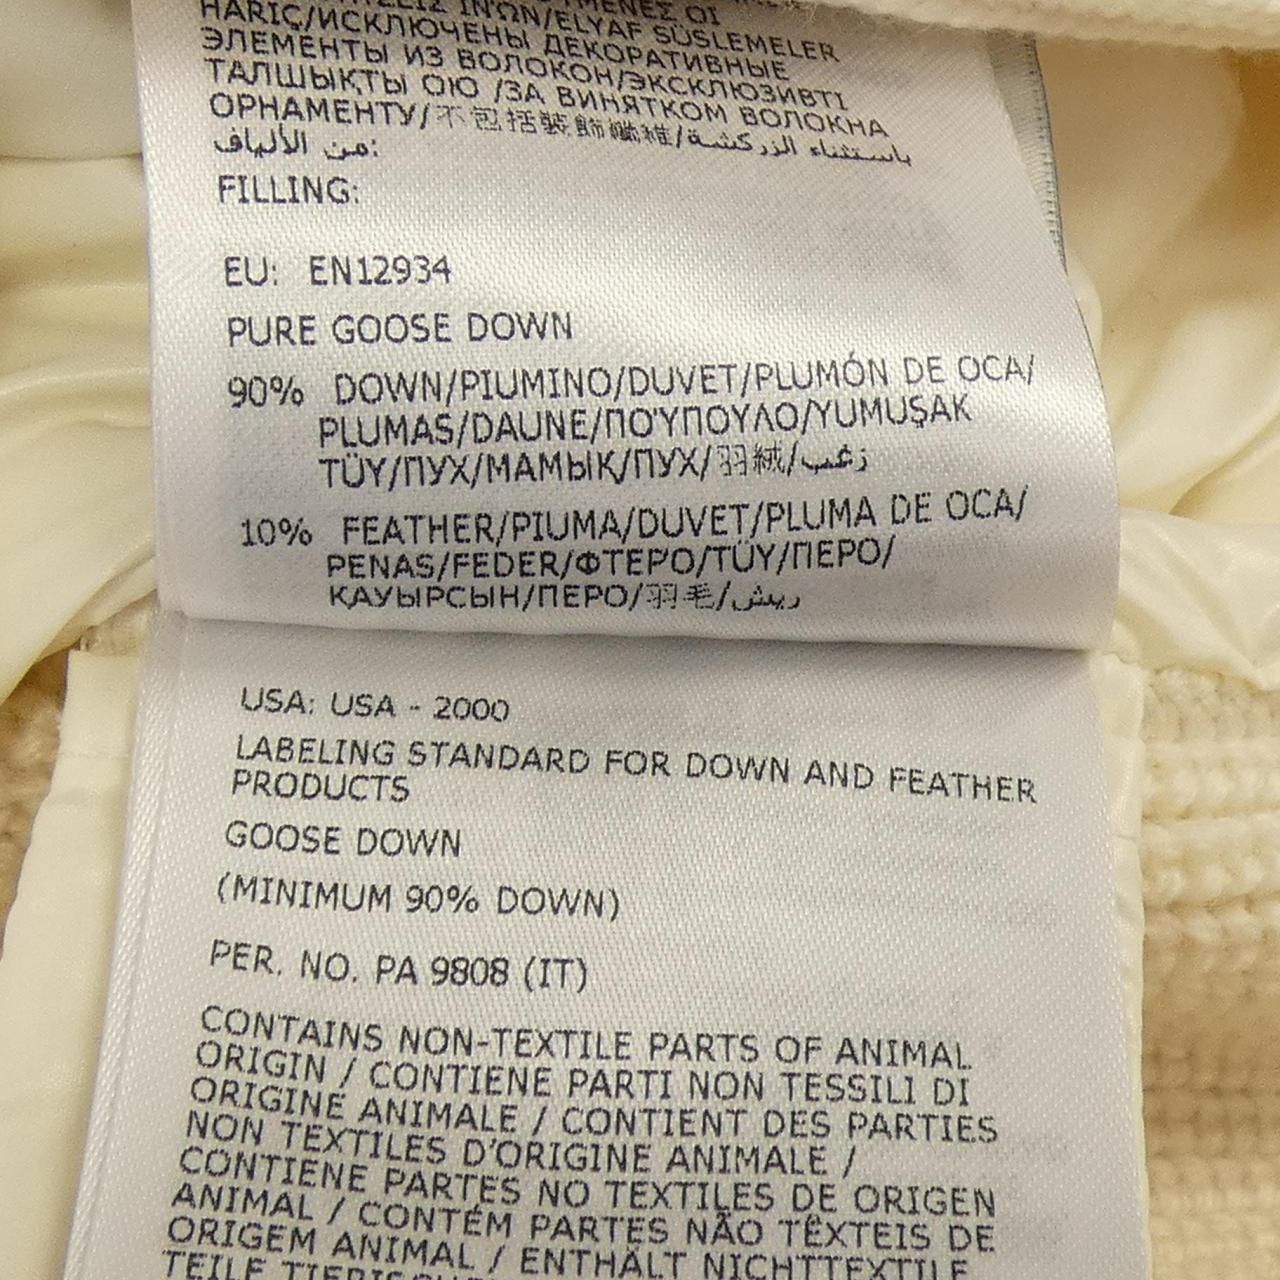 OI
HARİÇ/ИСКЛЮЧЕНЫ ДЕКОРАТИВНЫЕ
ЭЛЕМЕНТЫ ИЗ ВОЛОКОН/ЭКСКЛЮЗИВТІ
ТАЛШЫҚТЫ ОЮ /ЗА ВИНЯТКОМ ВОЛОКНА
ОРНАМЕНТУ/不包括裝飾纖維/باستثناء الزركشة
من الألياف:
FILLING:
EU: EN12934
PURE GOOSE DOWN
90% DOWN/PIUMINO/DUVET/PLUMÓN DE OCA/
PLUMAS/DAUNE/ΠΟΎΠΟΥΛΟ/YUMUŞAK
TÜY/ПУХ/МАМЫҚ/ПУХ/羽絨/زغب
10% FEATHER/PIUMA/DUVET/PLUMA DE OCA/
PENAS/FEDER/ΦΤΕΡΌ/TÜY/ПЕРО/
ҚАУЫРСЫН/ПЕРО/羽毛/ريش
USA: USA - 2000
LABELING STANDARD FOR DOWN AND FEATHER
PRODUCTS
GOOSE DOWN
(MINIMUM 90% DOWN)
PER. NO. PA 9808 (IT)
CONTAINS NON-TEXTILE PARTS OF ANIMAL
ORIGIN / CONTIENE PARTI NON TESSILI DI
ORIGINE ANIMALE / CONTIENT DES PARTIES
NON TEXTILES D'ORIGINE ANIMALE /
CONTIENE PARTES NO TEXTILES DE ORIGEN
ANIMAL / CONTÉM PARTES NÃO TÊXTEIS DE
ORIGEM ANIMAL / ENTHÄLT NICHTTEXTILE
TEILE